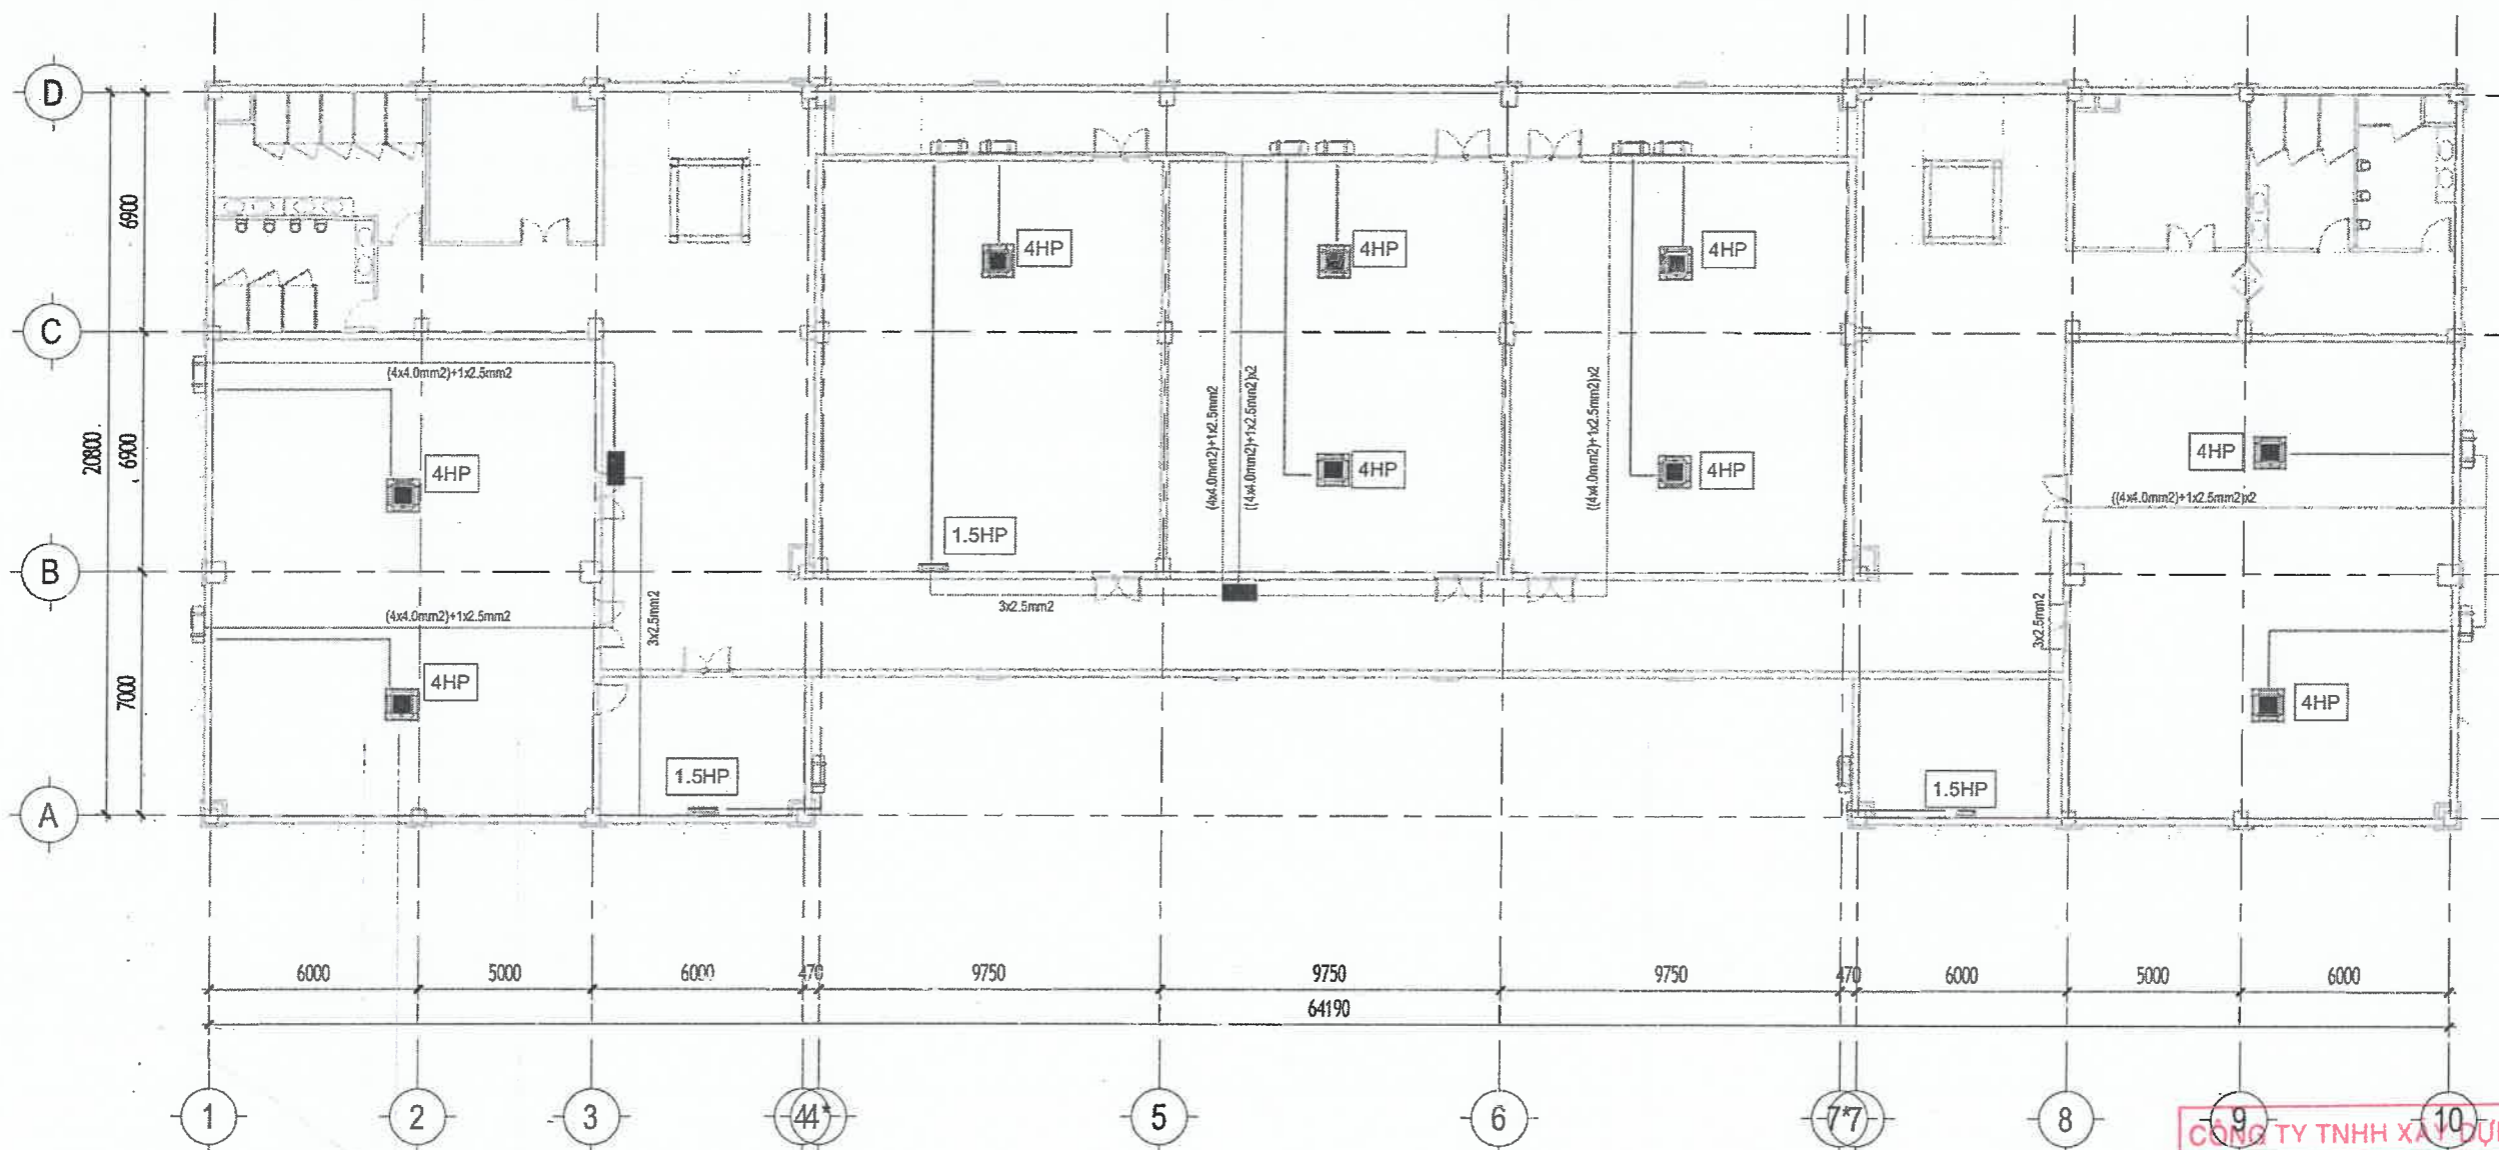 D
6900
4HP
4HP
4HP
C
(4x4.0mm2)+1x2.5mm2
20800
6900
4HP
4HP
4HP
4HP
(4x4.0mm2)+1x2.5mm2
((4x4.0mm2)+1x2.5mm2)x2
((4x4.0mm2)+1x2.5mm2)x2
((4x4.0mm2)+1x2.5mm2)x2
1.5HP
B
3x2.5mm2
(4x4.0mm2)+1x2.5mm2
3x2.5mm2
3x2.5mm2
7000
4HP
4HP
1.5HP
1.5HP
A
6000 5000 6000 470 9750 9750 9750 470 6000 5000 6000
64190
1 2 3 4 4* 5 6 7* 7 8 9 10
CÔNG TY TNHH XÂY DỰN